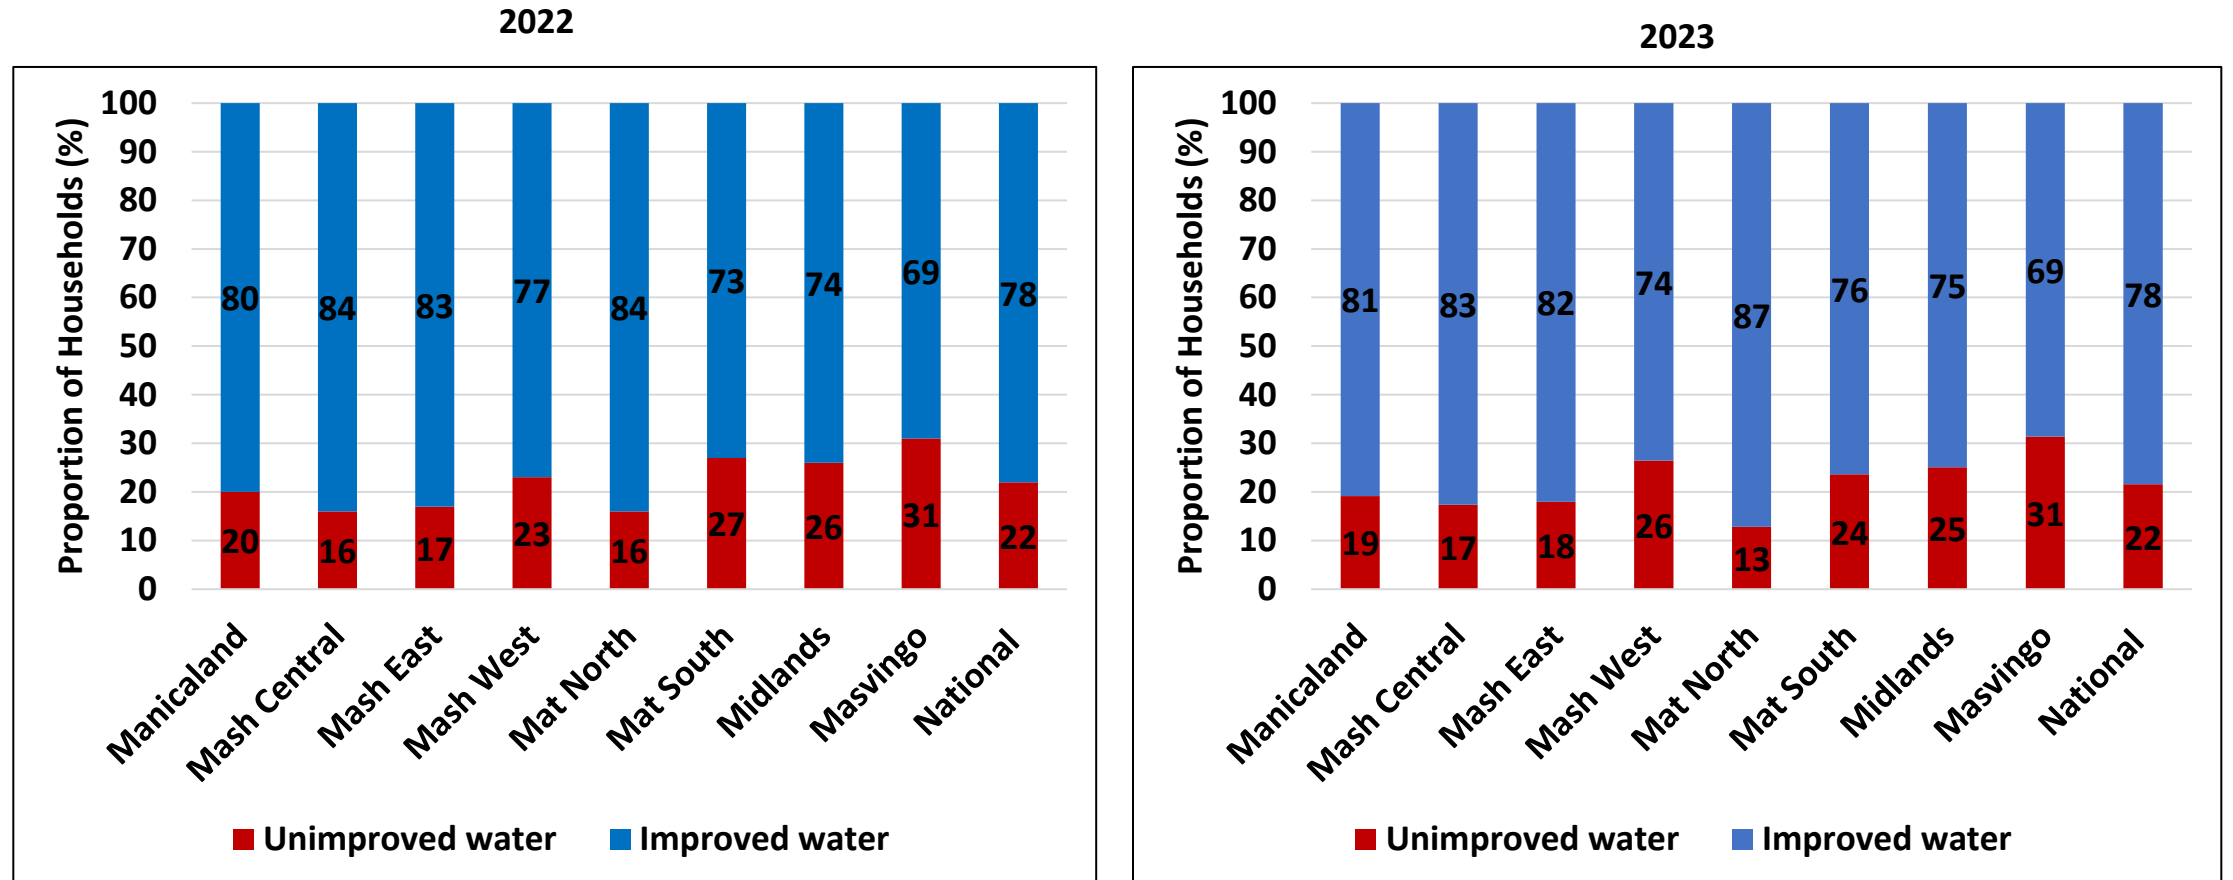 2022
Proportion of Households (%)
100
90
80
70
60
50
40
30
20
10
0
80 84 83 77 84 73 74 69 78
20 16 17 23 16 27 26 31 22
Manicaland
Mash Central
Mash East
Mash West
Mat North
Mat South
Midlands
Masvingo
National
Unimproved water Improved water
2023
Proportion of Households (%)
100
90
80
70
60
50
40
30
20
10
0
81 83 82 74 87 76 75 69 78
19 17 18 26 13 24 25 31 22
Manicaland
Mash Central
Mash East
Mash West
Mat North
Mat South
Midlands
Masvingo
National
Unimproved water Improved water